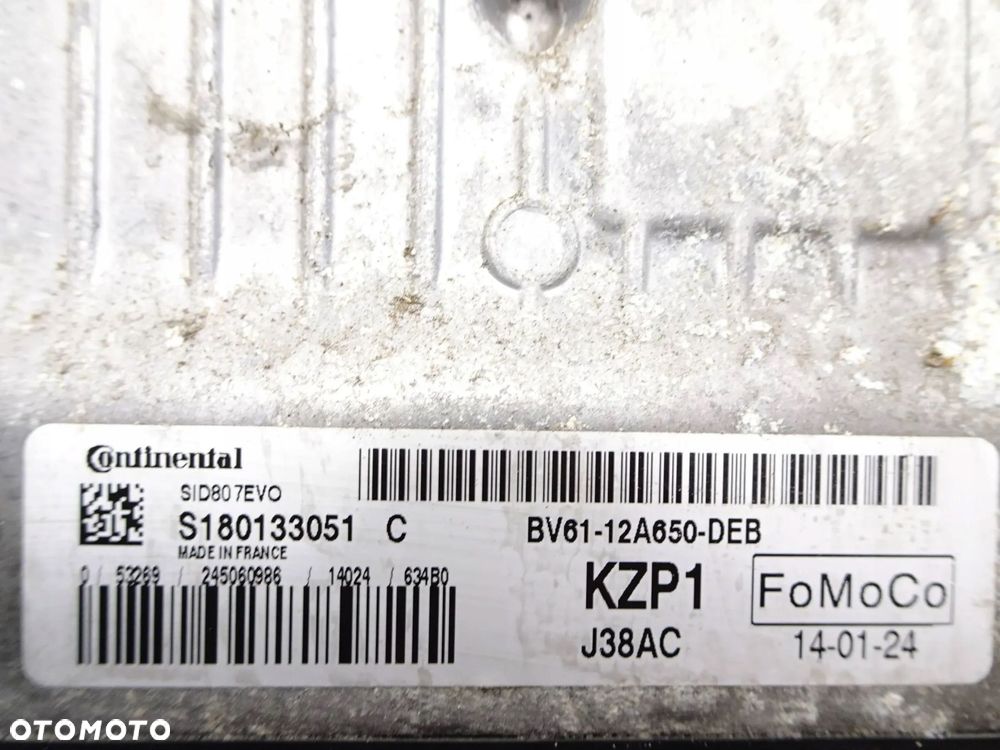 Continental
SID807EVO
S180133051 C
BV61-12A650-DEB
MADE IN FRANCE
0 / 53269 / 245060986 / 14024 / 634B0
KZP1
FoMoCo
J38AC
14-01-24
OTOMOTO